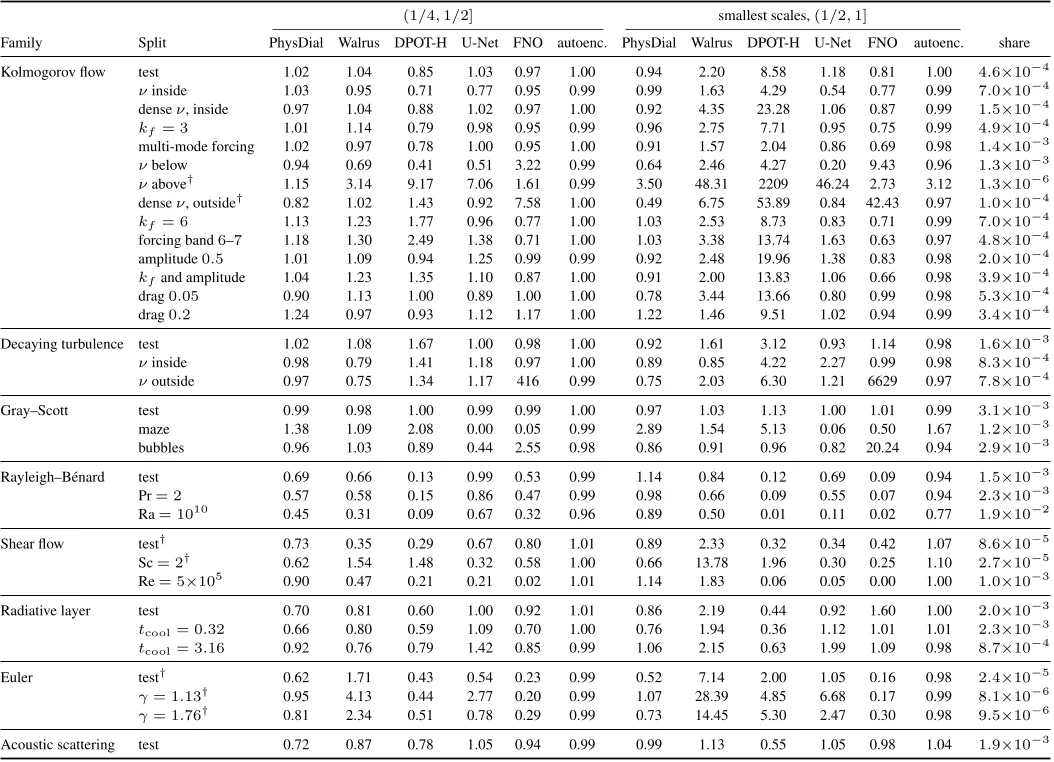 (1/4, 1/2] smallest scales, (1/2, 1]
Family Split PhysDial Walrus DPOT-H U-Net FNO autoenc. PhysDial Walrus DPOT-H U-Net FNO autoenc. share
Kolmogorov flow test 1.02 1.04 0.85 1.03 0.97 1.00 0.94 2.20 8.58 1.18 0.81 1.00 4.6×10⁻⁴
ν inside 1.03 0.95 0.71 0.77 0.95 0.99 0.99 1.63 4.29 0.54 0.77 0.99 7.0×10⁻⁴
dense ν, inside 0.97 1.04 0.88 1.02 0.97 1.00 0.92 4.35 23.28 1.06 0.87 0.99 1.5×10⁻⁴
k_f = 3 1.01 1.14 0.79 0.98 0.95 0.99 0.96 2.75 7.71 0.95 0.75 0.99 4.9×10⁻⁴
multi-mode forcing 1.02 0.97 0.78 1.00 0.95 0.99 0.91 1.57 2.04 0.86 0.69 0.98 1.4×10⁻³
ν below 0.94 0.69 0.41 0.51 3.22 0.99 0.64 2.46 4.27 0.20 9.43 0.96 1.3×10⁻³
ν above† 1.15 3.14 9.17 7.06 1.61 0.99 3.50 48.31 2209 46.24 2.73 3.12 1.3×10⁻⁶
dense ν, outside† 0.82 1.02 1.43 0.92 7.58 1.00 0.49 6.75 53.89 0.84 42.43 0.97 1.0×10⁻⁴
k_f = 6 1.13 1.23 1.77 0.96 0.77 1.00 1.03 2.53 8.73 0.83 0.71 0.99 7.0×10⁻⁴
forcing band 6–7 1.18 1.30 2.49 1.38 0.71 1.00 1.03 3.38 13.74 1.63 0.63 0.97 4.8×10⁻⁴
amplitude 0.5 1.01 1.09 0.94 1.25 0.99 0.99 0.92 2.48 19.96 1.38 0.83 0.98 2.0×10⁻⁴
k_f and amplitude 1.04 1.23 1.35 1.10 0.87 1.00 0.91 2.00 13.83 1.06 0.66 0.98 3.9×10⁻⁴
drag 0.05 0.90 1.13 1.00 0.89 1.00 1.00 0.78 3.44 13.66 0.80 0.99 0.98 5.3×10⁻⁴
drag 0.2 1.24 0.97 0.93 1.12 1.17 1.00 1.22 1.46 9.51 1.02 0.94 0.99 3.4×10⁻⁴
Decaying turbulence test 1.02 1.08 1.67 1.00 0.98 1.00 0.92 1.61 3.12 0.93 1.14 0.98 1.6×10⁻³
ν inside 0.98 0.79 1.41 1.18 0.97 1.00 0.89 0.85 4.22 2.27 0.99 0.98 8.3×10⁻⁴
ν outside 0.97 0.75 1.34 1.17 416 0.99 0.75 2.03 6.30 1.21 6629 0.97 7.8×10⁻⁴
Gray–Scott test 0.99 0.98 1.00 0.99 0.99 1.00 0.97 1.03 1.13 1.00 1.01 0.99 3.1×10⁻³
maze 1.38 1.09 2.08 0.00 0.05 0.99 2.89 1.54 5.13 0.06 0.50 1.67 1.2×10⁻³
bubbles 0.96 1.03 0.89 0.44 2.55 0.98 0.86 0.91 0.96 0.82 20.24 0.94 2.9×10⁻³
Rayleigh–Bénard test 0.69 0.66 0.13 0.99 0.53 0.99 1.14 0.84 0.12 0.69 0.09 0.94 1.5×10⁻³
Pr = 2 0.57 0.58 0.15 0.86 0.47 0.99 0.98 0.66 0.09 0.55 0.07 0.94 2.3×10⁻³
Ra = 10¹⁰ 0.45 0.31 0.09 0.67 0.32 0.96 0.89 0.50 0.01 0.11 0.02 0.77 1.9×10⁻²
Shear flow test† 0.73 0.35 0.29 0.67 0.80 1.01 0.89 2.33 0.32 0.34 0.42 1.07 8.6×10⁻⁵
Sc = 2† 0.62 1.54 1.48 0.32 0.58 1.00 0.66 13.78 1.96 0.30 0.25 1.10 2.7×10⁻⁵
Re = 5×10⁵ 0.90 0.47 0.21 0.21 0.02 1.01 1.14 1.83 0.06 0.05 0.00 1.00 1.0×10⁻³
Radiative layer test 0.70 0.81 0.60 1.00 0.92 1.01 0.86 2.19 0.44 0.92 1.60 1.00 2.0×10⁻³
t_cool = 0.32 0.66 0.80 0.59 1.09 0.70 1.00 0.76 1.94 0.36 1.12 1.01 1.01 2.3×10⁻³
t_cool = 3.16 0.92 0.76 0.79 1.42 0.85 0.99 1.06 2.15 0.63 1.99 1.09 0.98 8.7×10⁻⁴
Euler test† 0.62 1.71 0.43 0.54 0.23 0.99 0.52 7.14 2.00 1.05 0.16 0.98 2.4×10⁻⁵
γ = 1.13† 0.95 4.13 0.44 2.77 0.20 0.99 1.07 28.39 4.85 6.68 0.17 0.99 8.1×10⁻⁶
γ = 1.76† 0.81 2.34 0.51 0.78 0.29 0.99 0.73 14.45 5.30 2.47 0.30 0.98 9.5×10⁻⁶
Acoustic scattering test 0.72 0.87 0.78 1.05 0.94 0.99 0.99 1.13 0.55 1.05 0.98 1.04 1.9×10⁻³